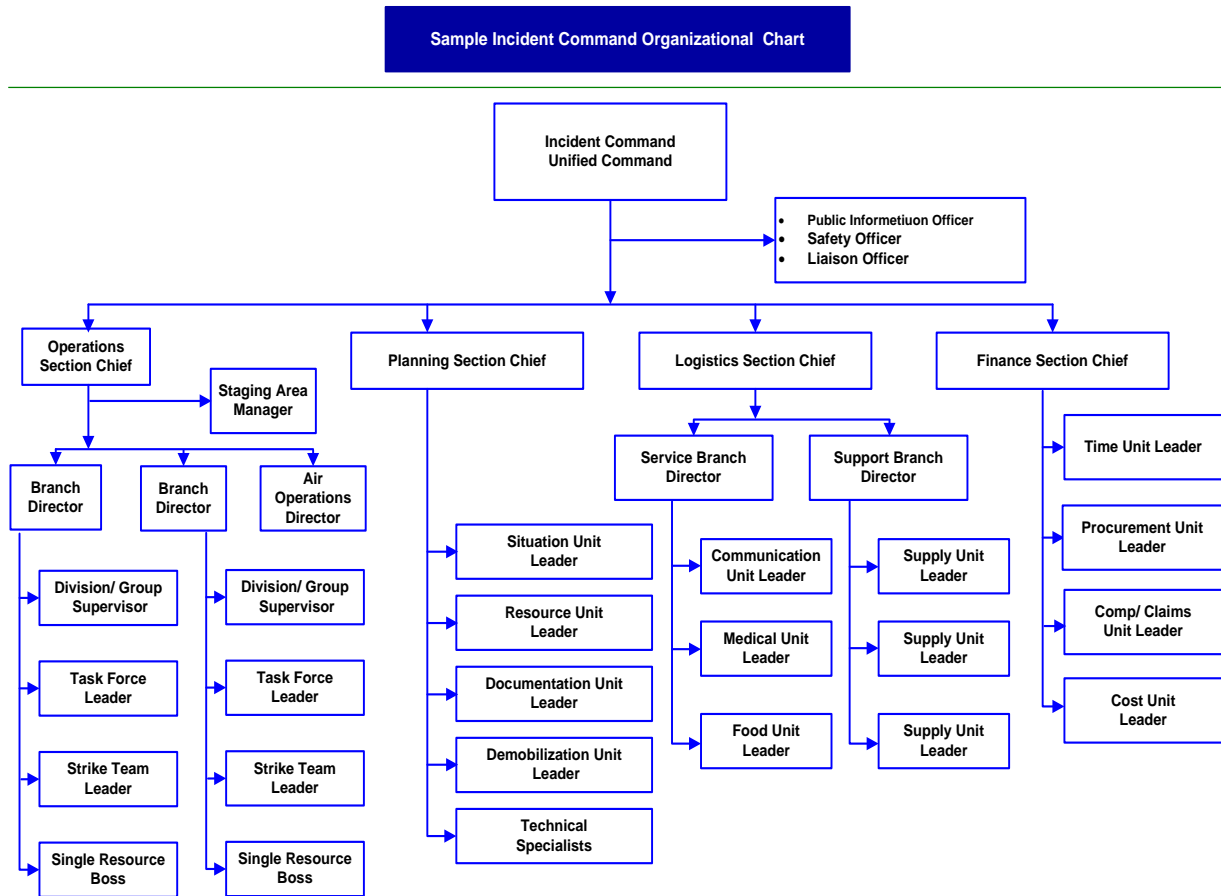 Sample Incident Command Organizational Chart
Incident Command
Unified Command
• Public Informetiuon Officer
• Safety Officer
• Liaison Officer
Operations
Section Chief
Planning Section Chief
Logistics Section Chief
Finance Section Chief
Staging Area
Manager
Branch
Director
Branch
Director
Air
Operations
Director
Service Branch
Director
Support Branch
Director
Division/ Group
Supervisor
Task Force
Leader
Strike Team
Leader
Single Resource
Boss
Division/ Group
Supervisor
Task Force
Leader
Strike Team
Leader
Single Resource
Boss
Situation Unit
Leader
Resource Unit
Leader
Documentation Unit
Leader
Demobilization Unit
Leader
Technical
Specialists
Communication
Unit Leader
Medical Unit
Leader
Food Unit
Leader
Supply Unit
Leader
Supply Unit
Leader
Supply Unit
Leader
Time Unit Leader
Procurement Unit
Leader
Comp/ Claims
Unit Leader
Cost Unit
Leader